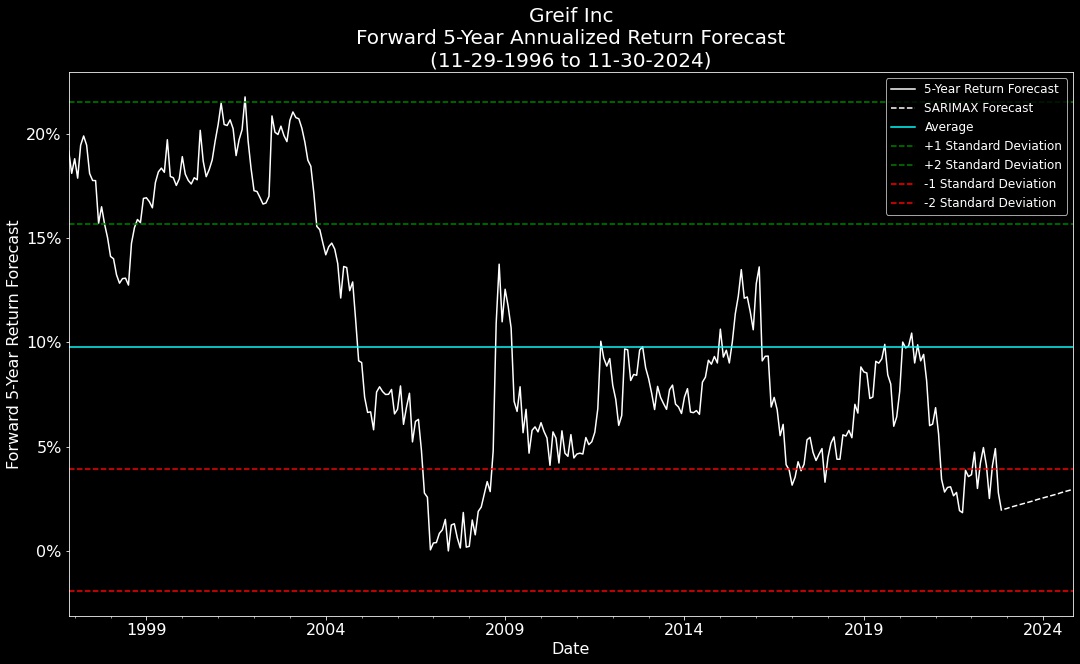 Greif Inc
Forward 5-Year Annualized Return Forecast
(11-29-1996 to 11-30-2024)
5-Year Return Forecast
SARIMAX Forecast
Average
+1 Standard Deviation
+2 Standard Deviation
-1 Standard Deviation
-2 Standard Deviation
Forward 5-Year Return Forecast
20%
15%
10%
5%
0%
1999
2004
2009
2014
2019
2024
Date